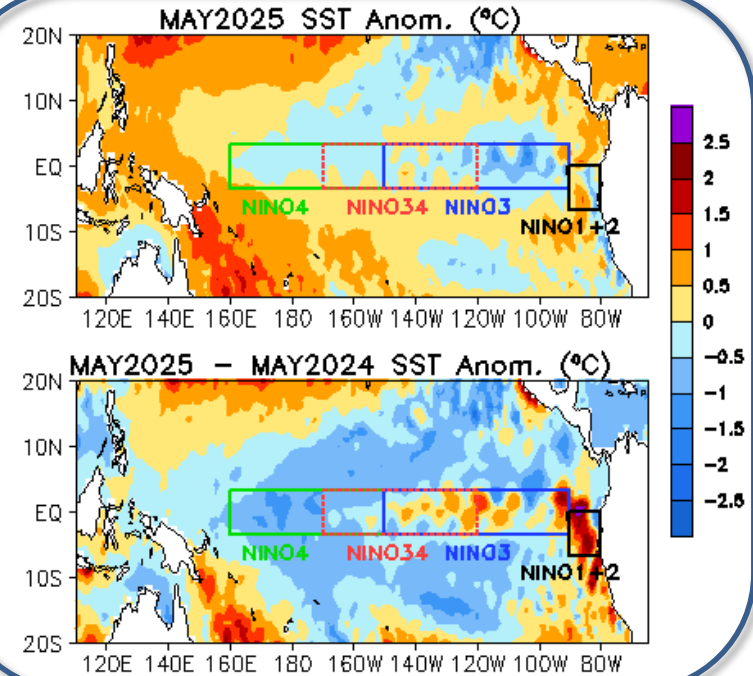 MAY2025 SST Anom. (°C)
20N
10N
EQ
10S
20S
NINO4 NINO34 NINO3
NINO1+2
120E 140E 160E 180 160W 140W 120W 100W 80W
MAY2025 – MAY2024 SST Anom. (°C)
20N
10N
EQ
10S
20S
NINO4 NINO34 NINO3
NINO1+2
120E 140E 160E 180 160W 140W 120W 100W 80W
2.5
2
1.5
1
0.5
0
−0.5
−1
−1.5
−2
−2.5